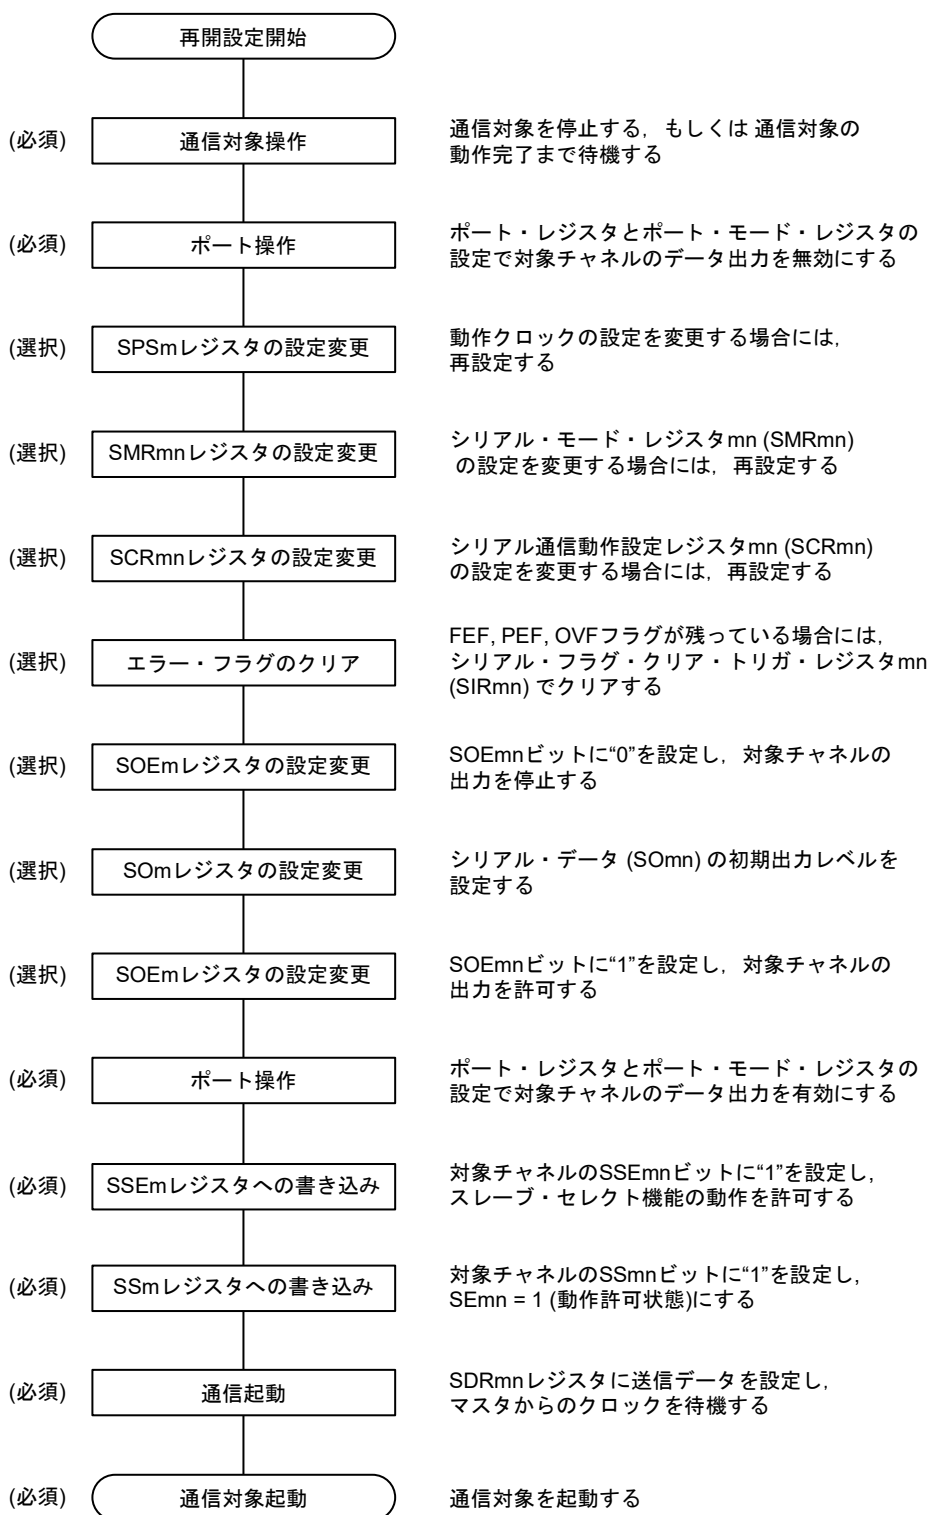 再開設定開始
(必須)
通信対象操作
通信対象を停止する，もしくは 通信対象の
動作完了まで待機する
(必須)
ポート操作
ポート・レジスタとポート・モード・レジスタの
設定で対象チャネルのデータ出力を無効にする
(選択)
SPSmレジスタの設定変更
動作クロックの設定を変更する場合には，
再設定する
(選択)
SMRmnレジスタの設定変更
シリアル・モード・レジスタmn (SMRmn)
の設定を変更する場合には，再設定する
(選択)
SCRmnレジスタの設定変更
シリアル通信動作設定レジスタmn (SCRmn)
の設定を変更する場合には，再設定する
(選択)
エラー・フラグのクリア
FEF, PEF, OVFフラグが残っている場合には，
シリアル・フラグ・クリア・トリガ・レジスタmn
(SIRmn) でクリアする
(選択)
SOEmレジスタの設定変更
SOEmnビットに“0”を設定し，対象チャネルの
出力を停止する
(選択)
SOmレジスタの設定変更
シリアル・データ (SOmn) の初期出力レベルを
設定する
(選択)
SOEmレジスタの設定変更
SOEmnビットに“1”を設定し，対象チャネルの
出力を許可する
(必須)
ポート操作
ポート・レジスタとポート・モード・レジスタの
設定で対象チャネルのデータ出力を有効にする
(必須)
SSEmレジスタへの書き込み
対象チャネルのSSEmnビットに“1”を設定し，
スレーブ・セレクト機能の動作を許可する
(必須)
SSmレジスタへの書き込み
対象チャネルのSSmnビットに“1”を設定し，
SEmn = 1 (動作許可状態)にする
(必須)
通信起動
SDRmnレジスタに送信データを設定し，
マスタからのクロックを待機する
(必須)
通信対象起動
通信対象を起動する